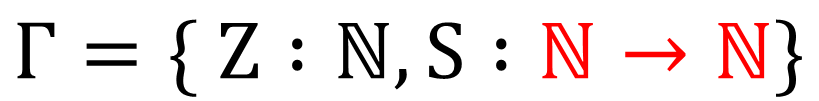 Γ = { Z : ℕ, S : ℕ → ℕ}